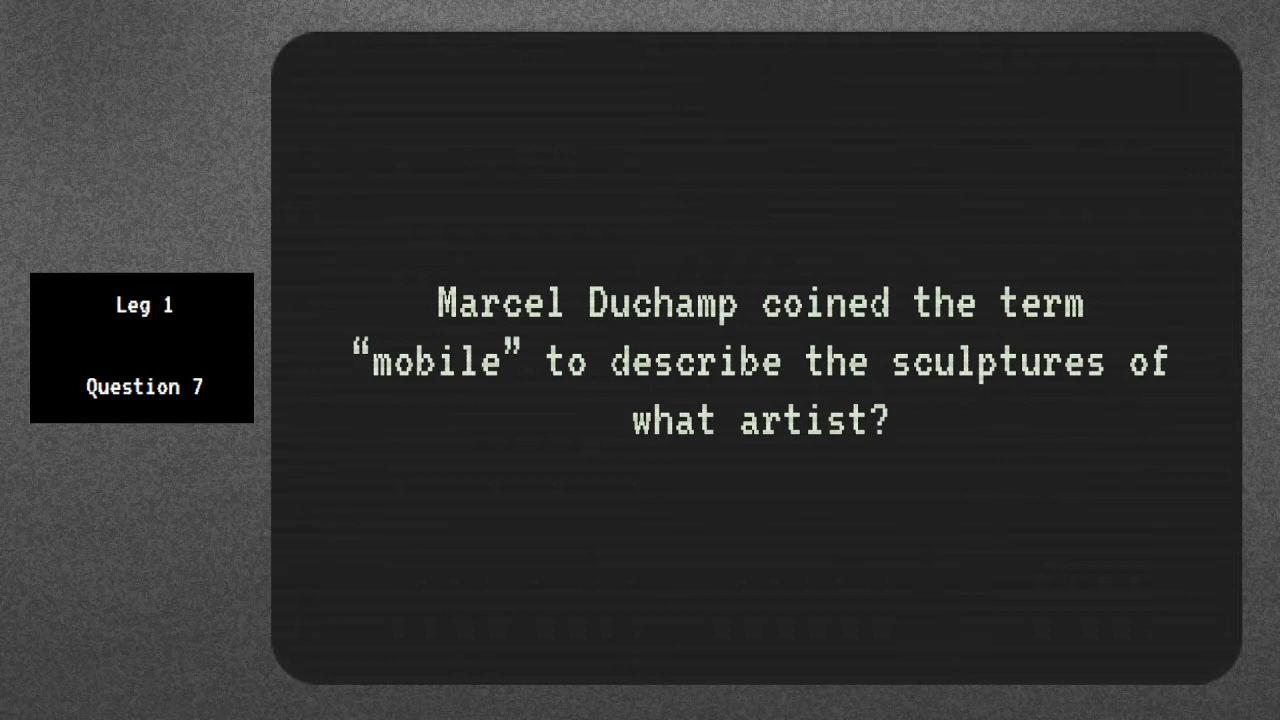 Leg 1
Question 7
Marcel Duchamp coined the term
“mobile” to describe the sculptures of
what artist?